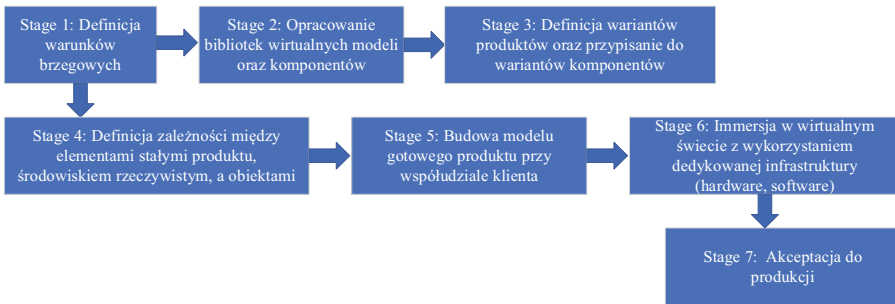 Stage 1: Definicja
warunków
brzegowych
Stage 2: Opracowanie
bibliotek wirtualnych modeli
oraz komponentów
Stage 3: Definicja wariantów
produktów oraz przypisanie do
wariantów komponentów
Stage 4: Definicja zależności między
elementami stałymi produktu,
środowiskiem rzeczywistym, a obiektami
Stage 5: Budowa modelu
gotowego produktu przy
współudziale klienta
Stage 6: Immersja w wirtualnym
świecie z wykorzystaniem
dedykowanej infrastruktury
(hardware, software)
Stage 7: Akceptacja do
produkcji